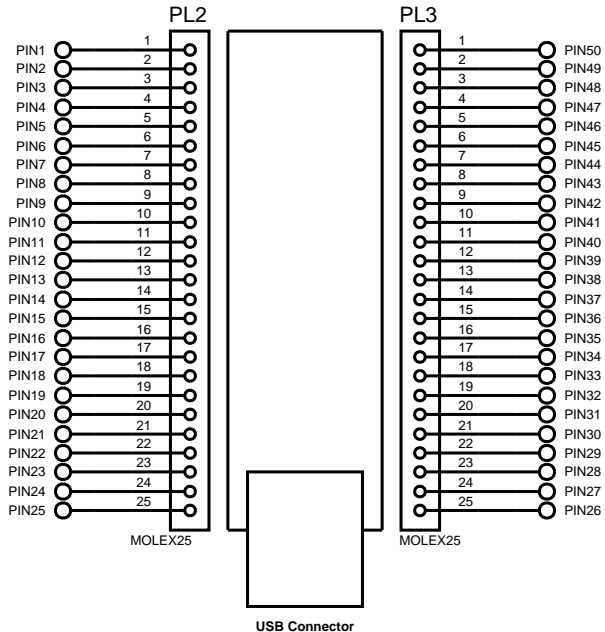 PL2 PL3
PIN1 1 1 PIN50
PIN2 2 2 PIN49
PIN3 3 3 PIN48
PIN4 4 4 PIN47
PIN5 5 5 PIN46
PIN6 6 6 PIN45
PIN7 7 7 PIN44
PIN8 8 8 PIN43
PIN9 9 9 PIN42
PIN10 10 10 PIN41
PIN11 11 11 PIN40
PIN12 12 12 PIN39
PIN13 13 13 PIN38
PIN14 14 14 PIN37
PIN15 15 15 PIN36
PIN16 16 16 PIN35
PIN17 17 17 PIN34
PIN18 18 18 PIN33
PIN19 19 19 PIN32
PIN20 20 20 PIN31
PIN21 21 21 PIN30
PIN22 22 22 PIN29
PIN23 23 23 PIN28
PIN24 24 24 PIN27
PIN25 25 25 PIN26
MOLEX25 MOLEX25
USB Connector